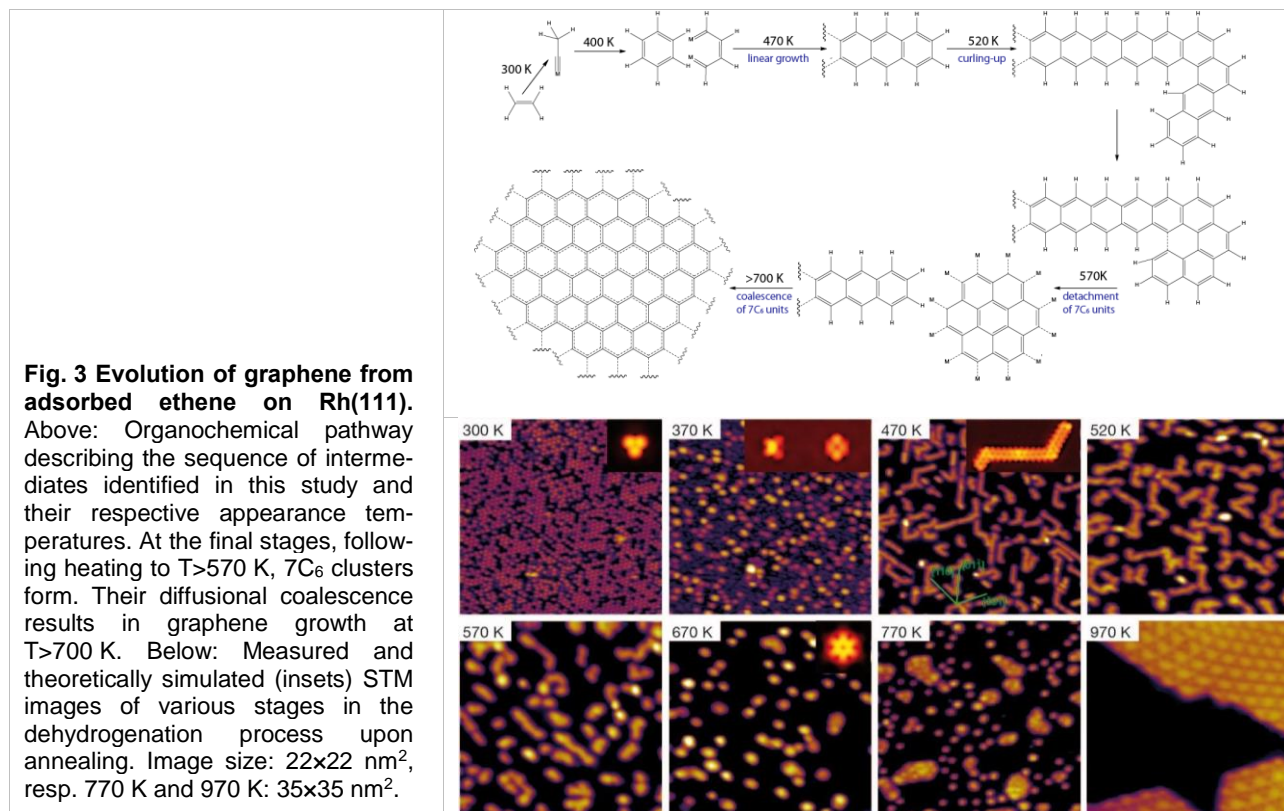 Fig. 3 Evolution of graphene from
adsorbed ethene on Rh(111).
Above: Organochemical pathway
describing the sequence of interme-
diates identified in this study and
their respective appearance tem-
peratures. At the final stages, follow-
ing heating to T>570 K, 7C₆ clusters
form. Their diffusional coalescence
results in graphene growth at
T>700 K. Below: Measured and
theoretically simulated (insets) STM
images of various stages in the
dehydrogenation process upon
annealing. Image size: 22×22 nm²,
resp. 770 K and 970 K: 35×35 nm².
300 K
400 K
470 K
linear growth
520 K
curling-up
570K
detachment
of 7C₆ units
>700 K
coalescence
of 7C₆ units
300 K 370 K 470 K 520 K
570 K 670 K 770 K 970 K